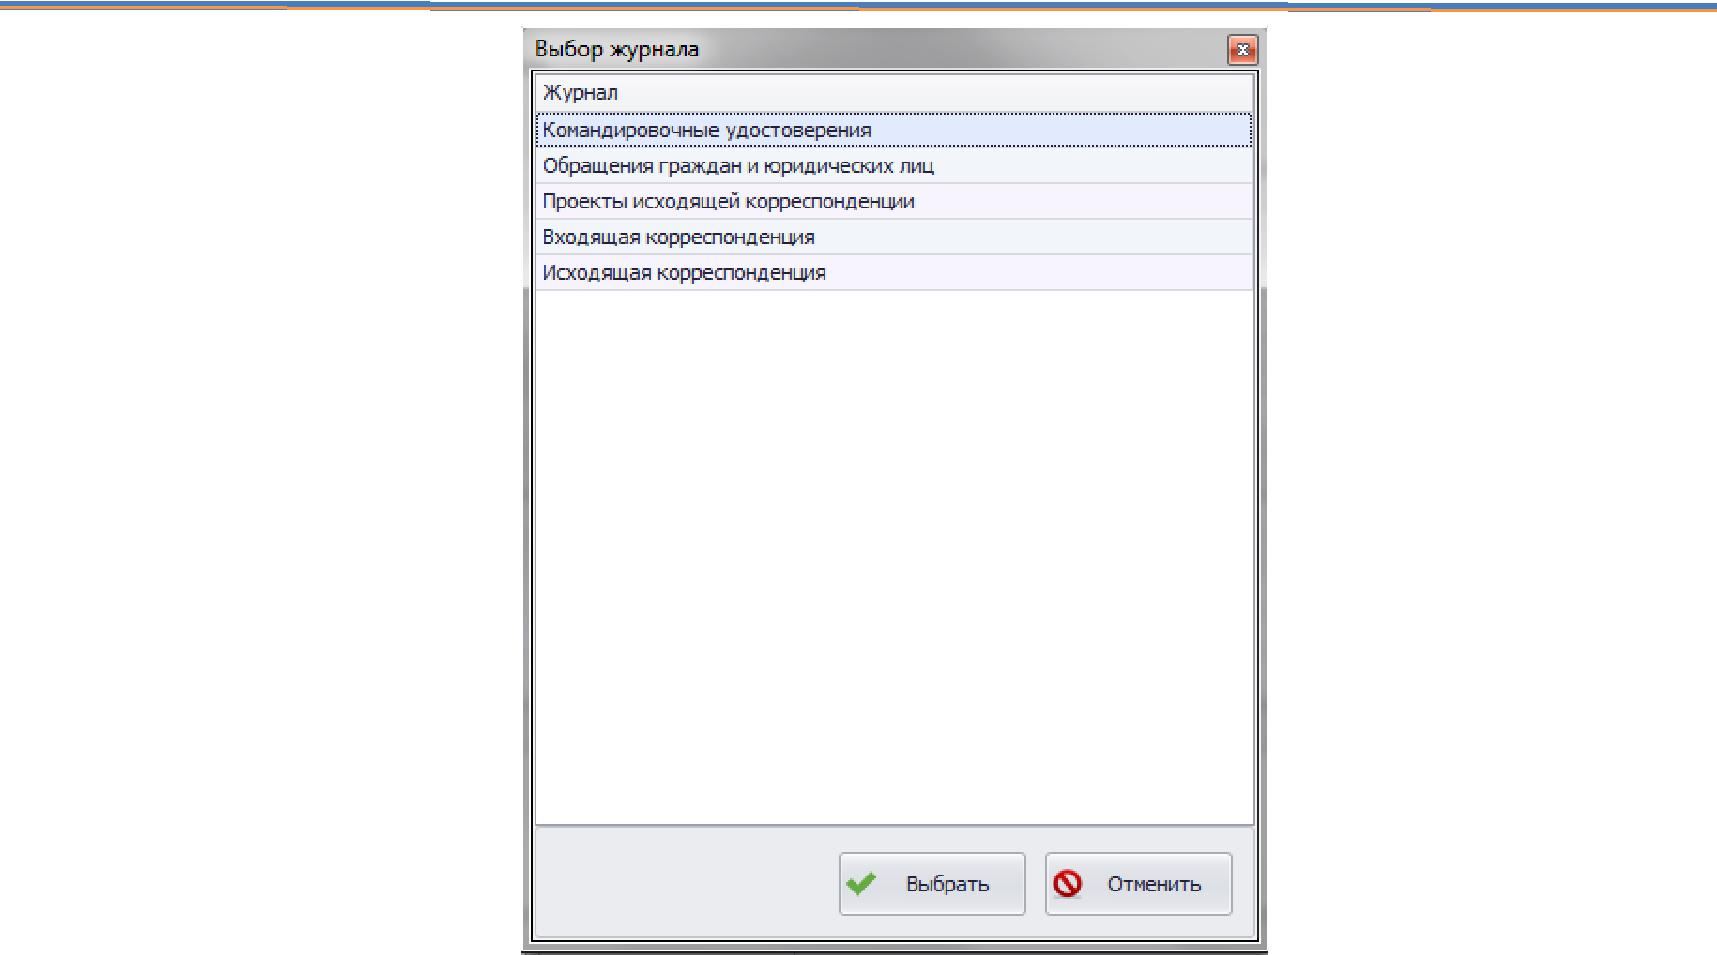 Выбор журнала
Журнал
Командировочные удостоверения
Обращения граждан и юридических лиц
Проекты исходящей корреспонденции
Входящая корреспонденция
Исходящая корреспонденция
Выбрать
Отменить